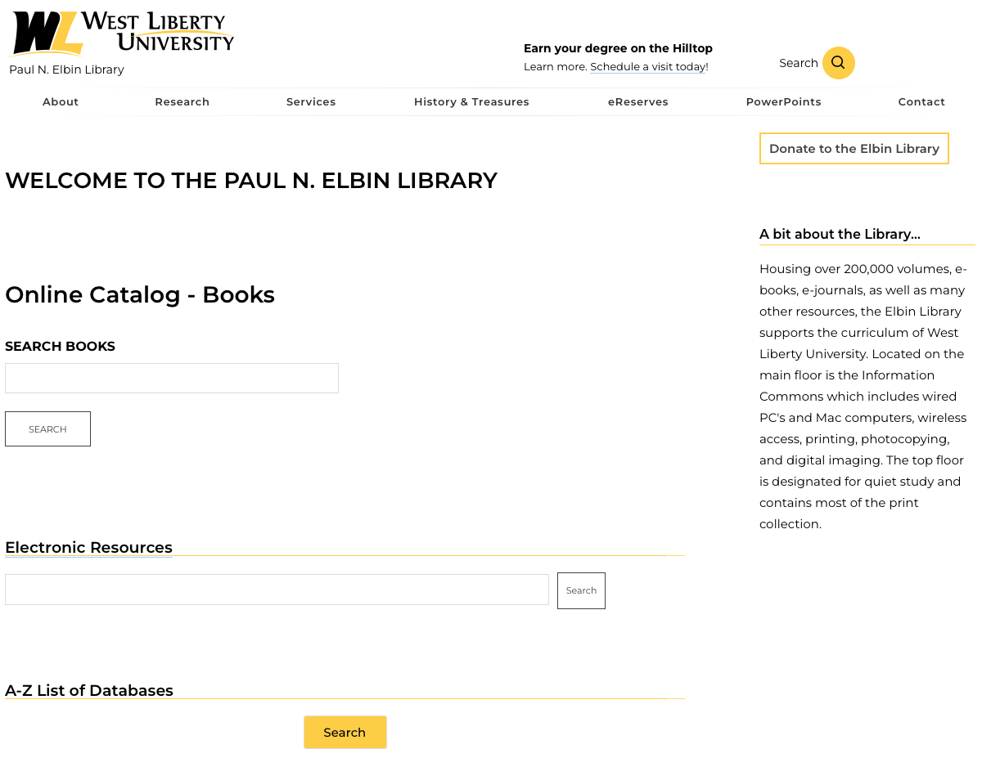 WL WEST LIBERTY
UNIVERSITY
Paul N. Elbin Library
Earn your degree on the Hilltop
Learn more. Schedule a visit today!
Search
About Research Services History & Treasures eReserves PowerPoints Contact
WELCOME TO THE PAUL N. ELBIN LIBRARY
Online Catalog - Books
SEARCH BOOKS
SEARCH
Electronic Resources
Search
A-Z List of Databases
Search
Donate to the Elbin Library
A bit about the Library...
Housing over 200,000 volumes, e-
books, e-journals, as well as many
other resources, the Elbin Library
supports the curriculum of West
Liberty University. Located on the
main floor is the Information
Commons which includes wired
PC's and Mac computers, wireless
access, printing, photocopying,
and digital imaging. The top floor
is designated for quiet study and
contains most of the print
collection.